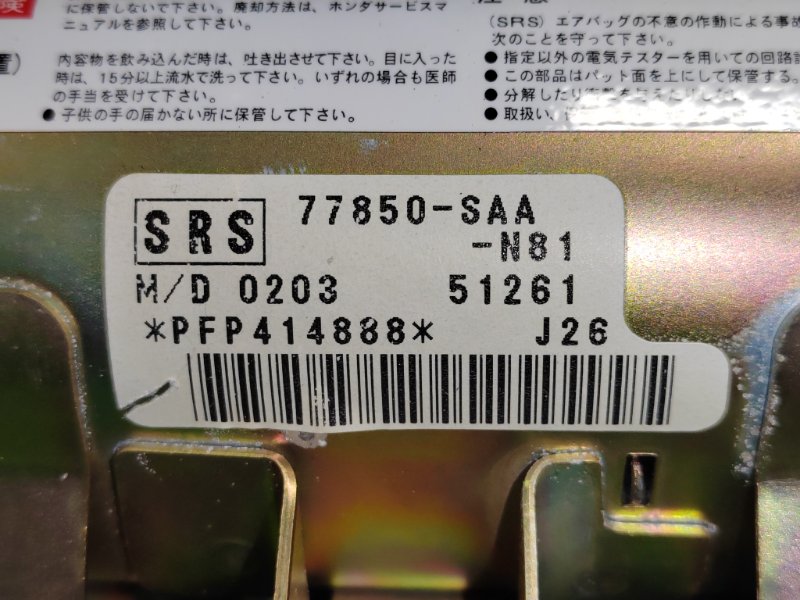 険
に保管しないで下さい。廃却方法は、ホンダサービスマ
ニュアルを参照して下さい。
置）
内容物を飲み込んだ時は、吐き出させて下さい。目に入った
時は、15分以上流水で洗って下さい。いずれの場合も医師
の手当を受けて下さい。
● 子供の手の届かない所に保管して下さい。
(SRS) エアバッグの不意の作動による事故
次のことを守って下さい。
● 指定以外の電気テスターを用いての回路
● この部品はパット面を上にして保管する。
● 分解したり
● 取扱い、
SRS 77850-SAA
-N81
M/D 0203 51261
*PFP414888* J26